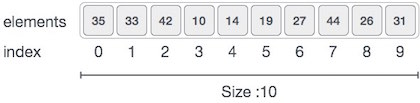 elements 35 33 42 10 14 19 27 44 26 31
index 0 1 2 3 4 5 6 7 8 9
Size :10